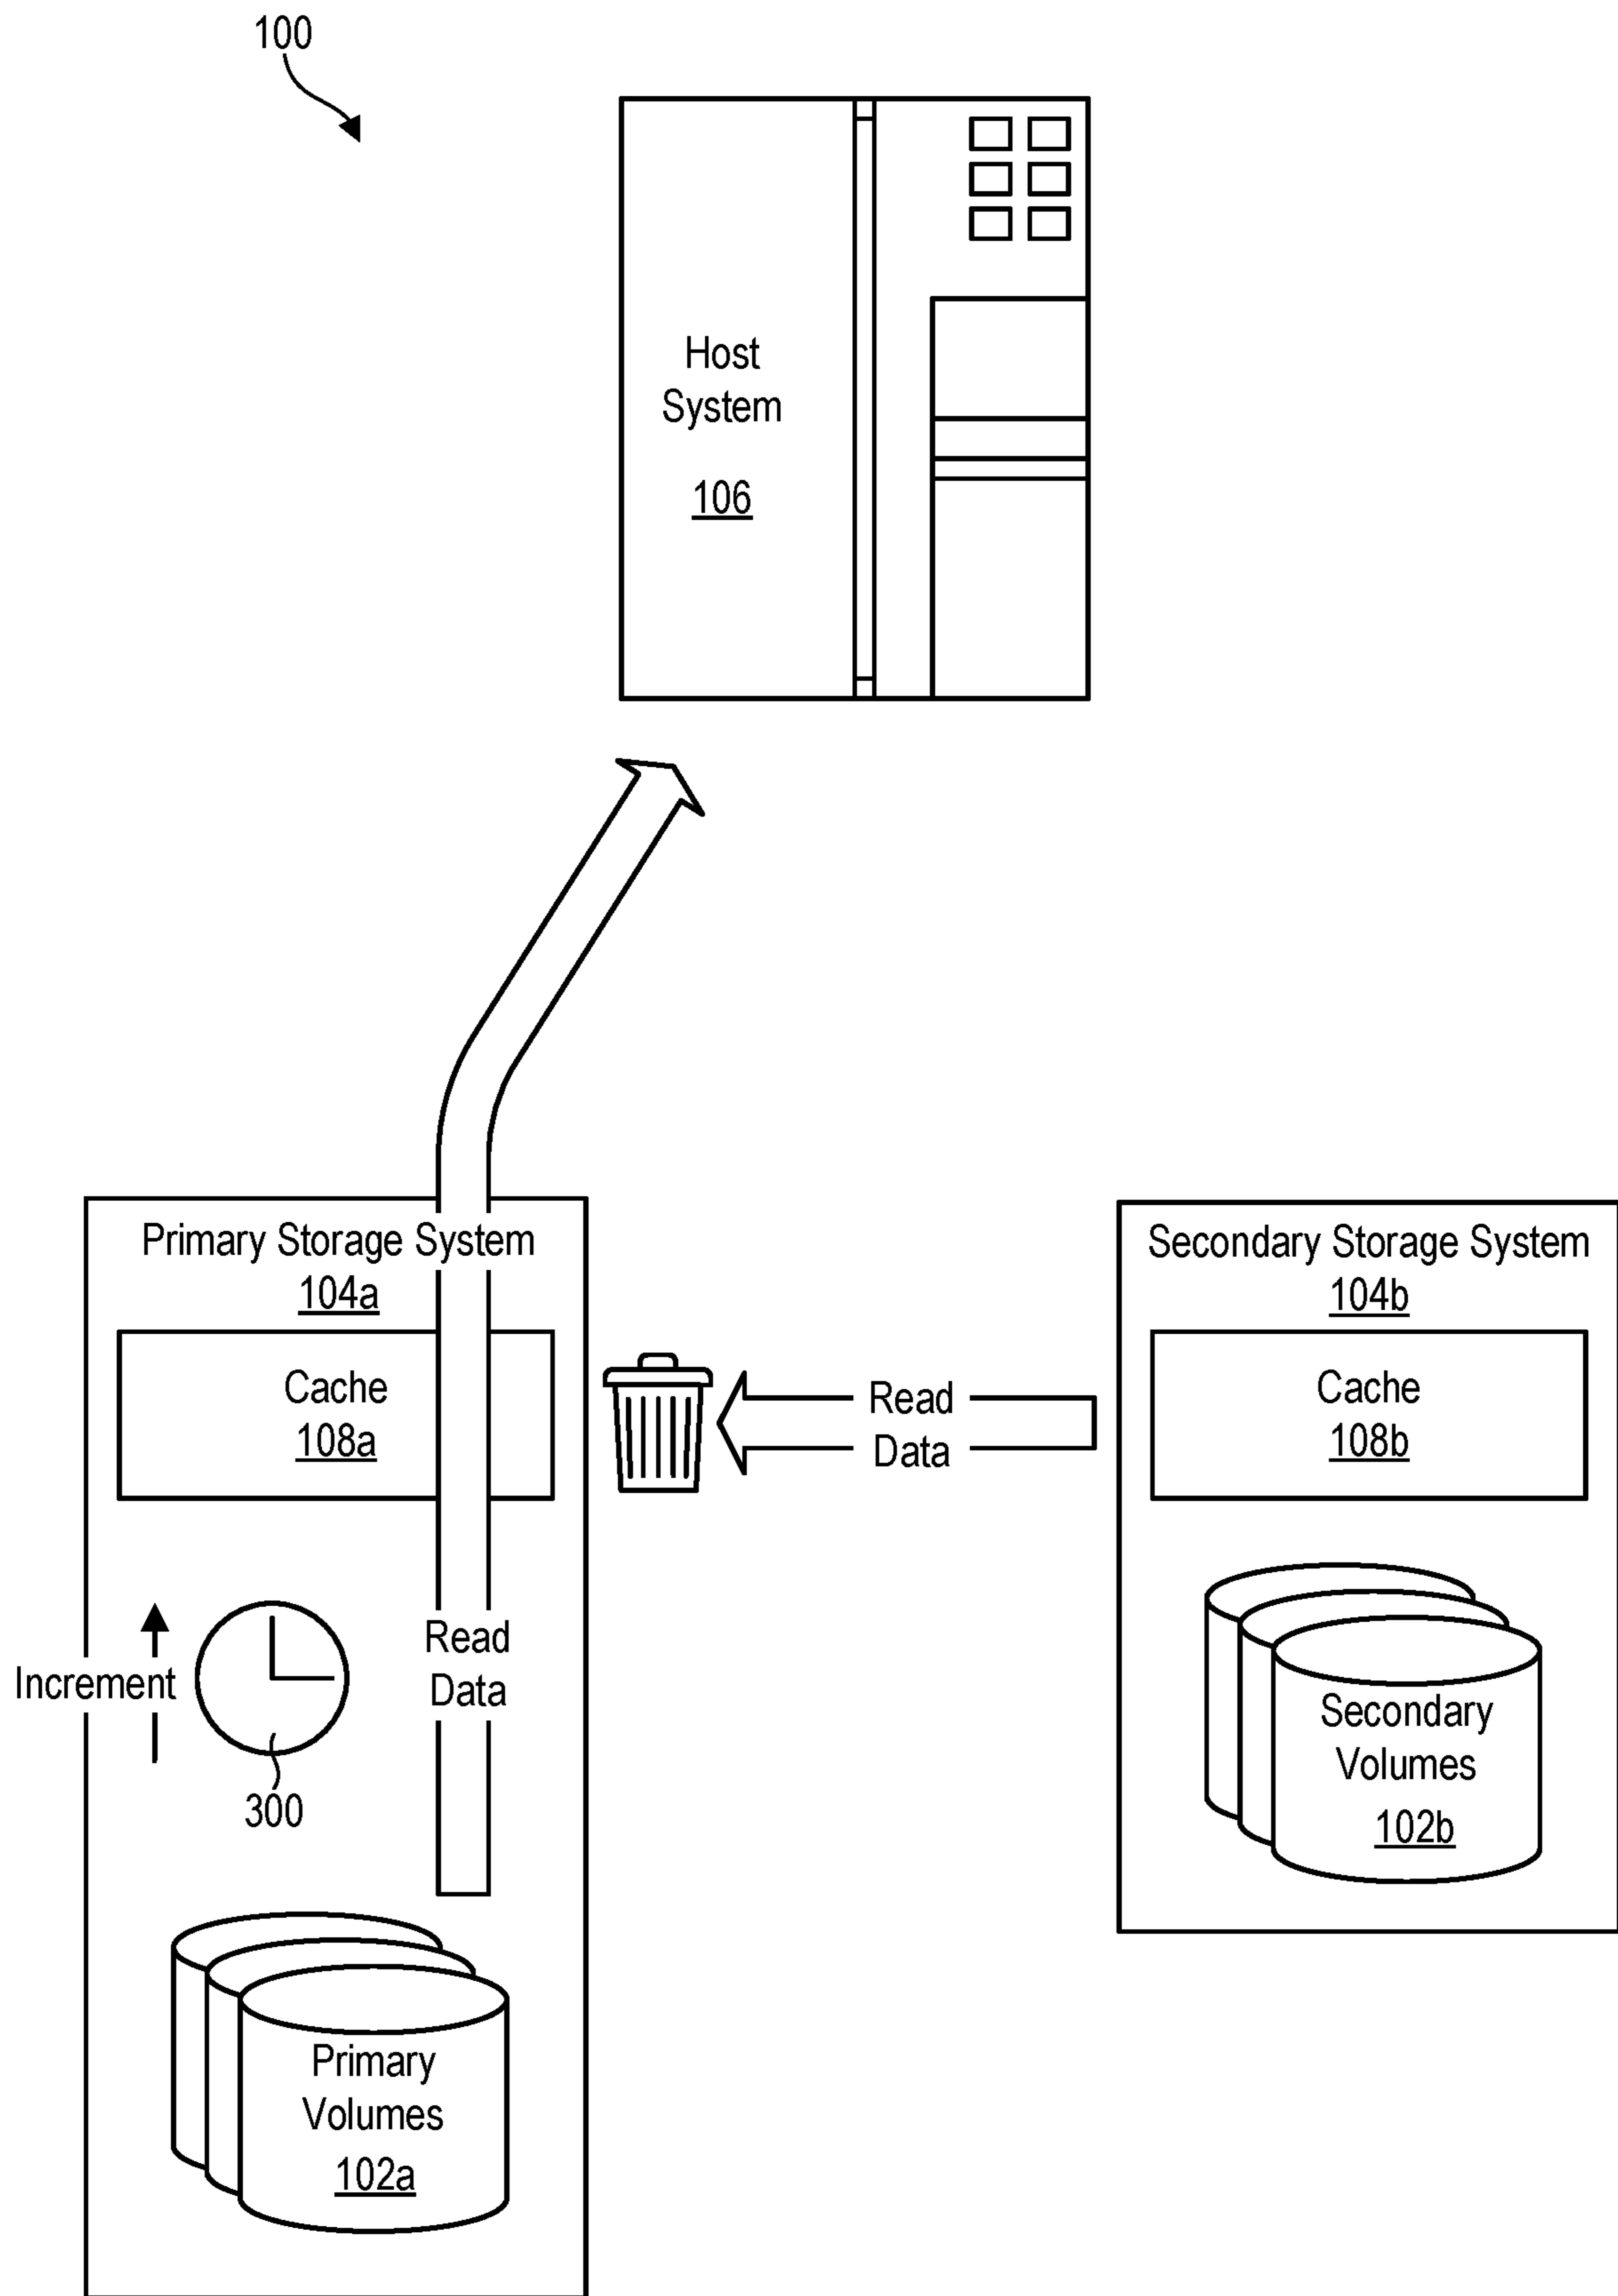 100
Host
System
106
Primary Storage System
104a
Cache
108a
Read
Data
Secondary Storage System
104b
Cache
108b
Increment
300
Read
Data
Secondary
Volumes
102b
Primary
Volumes
102a